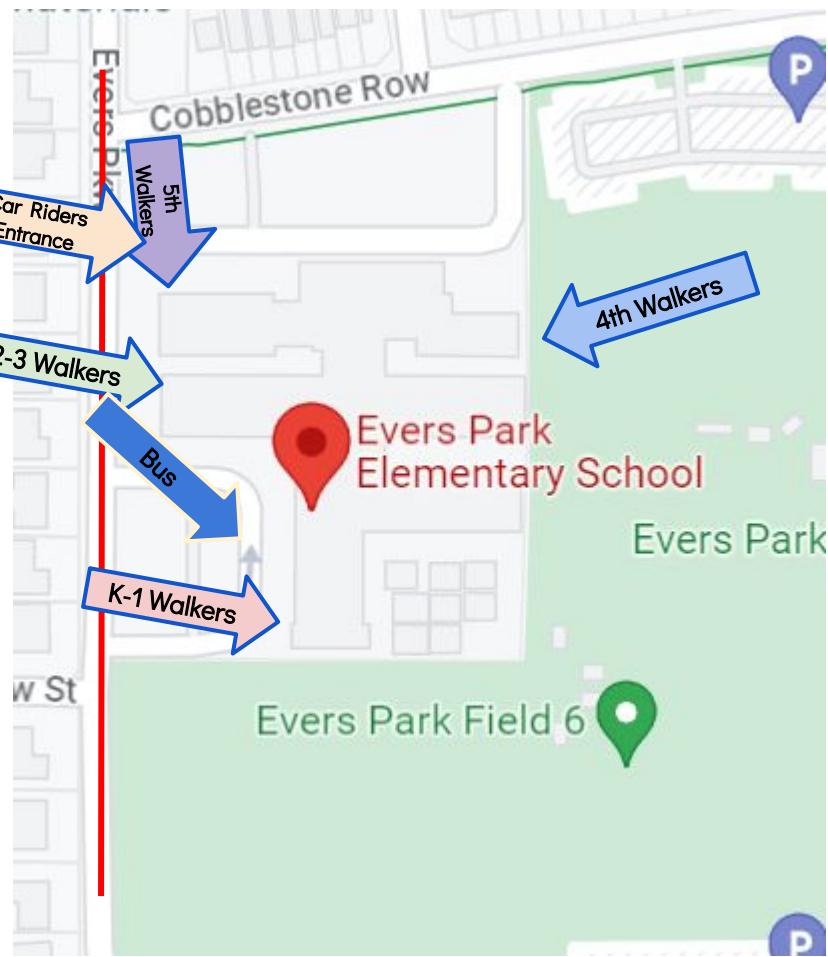 Evers Pkw
Cobblestone Row
5th
Walkers
P
Car Riders
Entrance
4th Walkers
2-3 Walkers
Evers Park
Elementary School
Bus
Evers Park
K-1 Walkers
w St
Evers Park Field 6
P